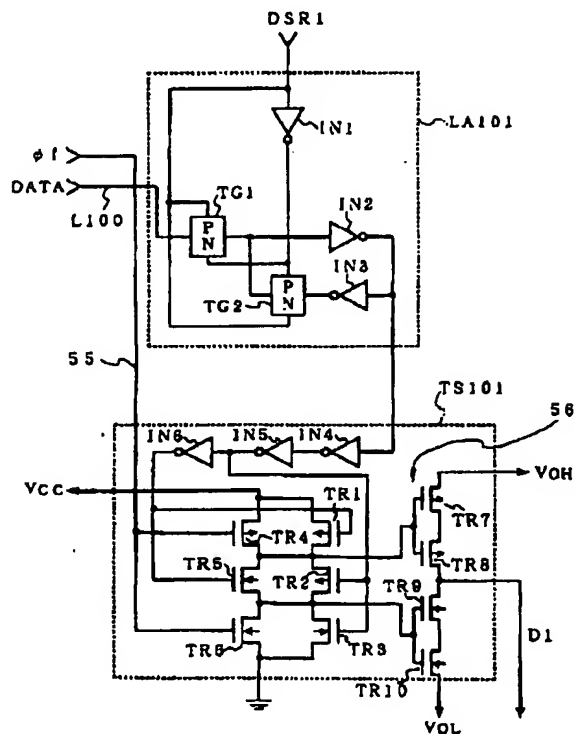 DSR1
IN1
LA101
φf
DATA
L100
TG1
P
N
IN2
IN3
P
N
TG2
55
TS101
56
IN6
IN5
IN4
VCC
TR1
VOH
TR4
TR7
TR5
TR2
TR8
TR9
D1
TR6
TR3
TR10
VOL